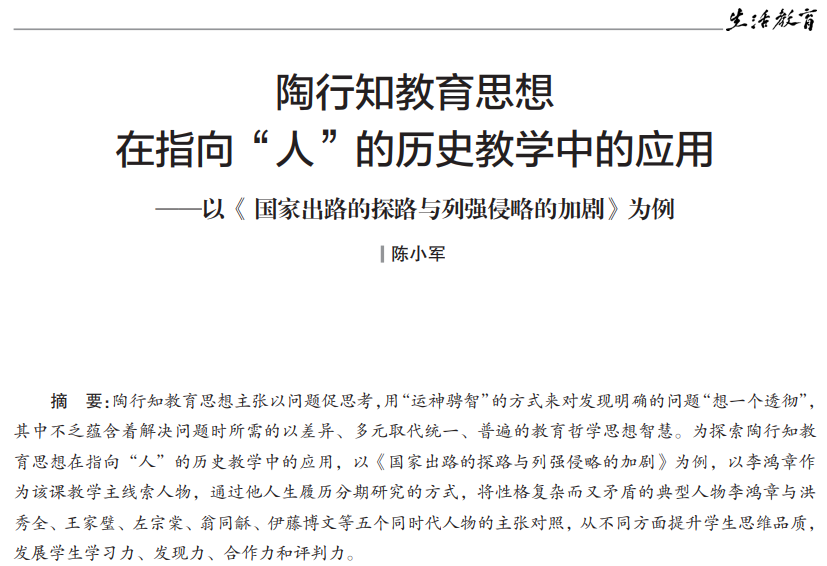 生活教育
陶行知教育思想
在指向“人”的历史教学中的应用
——以《 国家出路的探路与列强侵略的加剧》为例
陈小军
摘 要：陶行知教育思想主张以问题促思考，用“运神骋智”的方式来对发现明确的问题“想一个透彻”，
其中不乏蕴含着解决问题时所需的以差异、多元取代统一、普遍的教育哲学思想智慧。为探索陶行知教
育思想在指向“人”的历史教学中的应用，以《国家出路的探路与列强侵略的加剧》为例，以李鸿章作
为该课教学主线索人物，通过他人生履历分期研究的方式，将性格复杂而又矛盾的典型人物李鸿章与洪
秀全、王家璧、左宗棠、翁同龢、伊藤博文等五个同时代人物的主张对照，从不同方面提升学生思维品质，
发展学生学习力、发现力、合作力和评判力。